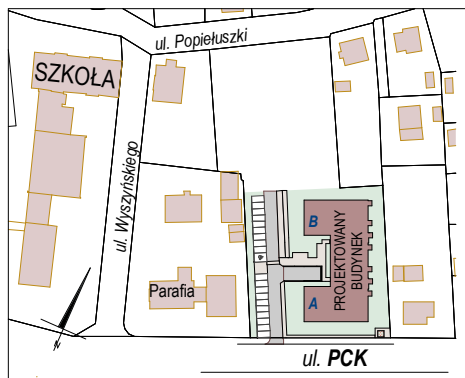 ul. Popiełuszki
SZKOŁA
ul. Wyszyńskiego
B
PROJEKTOWANY
BUDYNEK
A
Parafia
N
ul. PCK